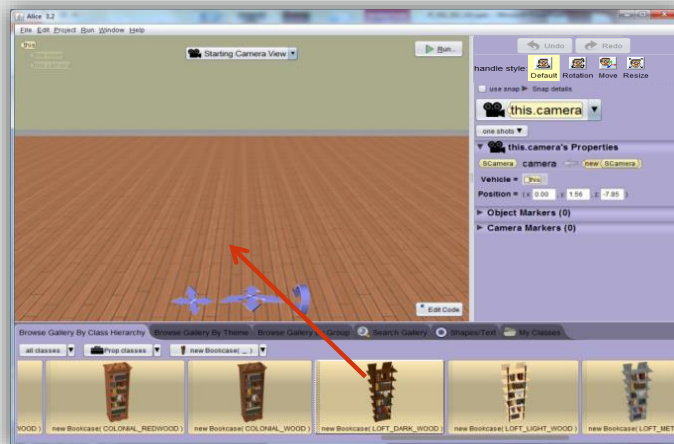 Alice 3.2
File Edit Project Run Window Help
this
Starting Camera View
Run...
Undo Redo
handle style:
Default Rotation Move Resize
use snap Snap details
this.camera
one shots
this.camera's Properties
SCamera camera new SCamera
Vehicle = this
Position = ( x: 0.00 , y: 1.56 , z: -7.85 )
Object Markers (0)
Camera Markers (0)
Edit Code
Browse Gallery By Class Hierarchy Browse Gallery By Theme Browse Gallery By Group Search Gallery Shapes/Text My Classes
all classes Prop classes new Bookcase( _ )
WOOD ) new Bookcase( COLONIAL_REDWOOD ) new Bookcase( COLONIAL_WOOD ) new Bookcase( LOFT_DARK_WOOD ) new Bookcase( LOFT_LIGHT_WOOD ) new Bookcase( LOFT_MET